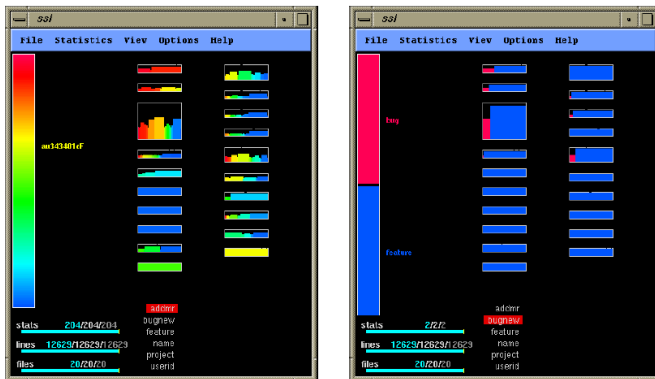 ssi
File Statistics View Options Help
au343401cF
addmr
bugnew
feature
name
project
userid
stats 204/204/204
lines 12629/12629/12629
files 20/20/20
ssi
File Statistics View Options Help
bug
feature
addmr
bugnew
feature
name
project
userid
stats 2/2/2
lines 12629/12629/12629
files 20/20/20